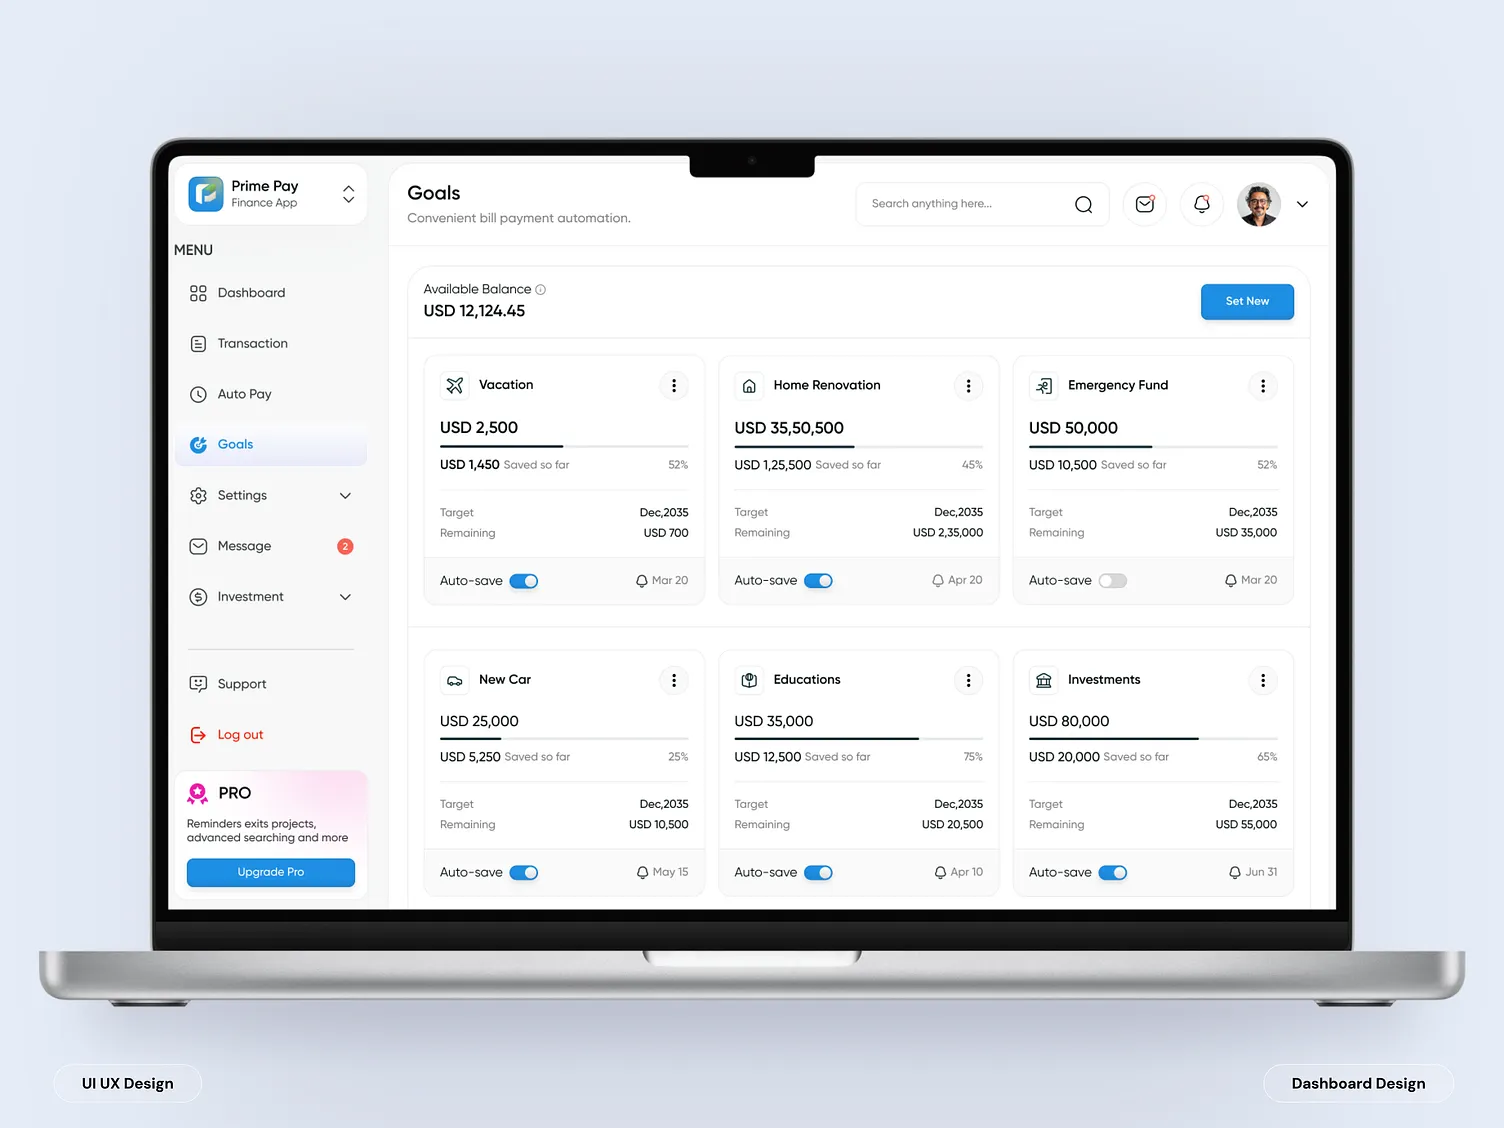 Prime Pay
Finance App
MENU
Dashboard
Transaction
Auto Pay
Goals
Settings
Message
2
Investment
Support
Log out
PRO
Reminders exits projects,
advanced searching and more
Upgrade Pro
Goals
Convenient bill payment automation.
Search anything here...
Available Balance
USD 12,124.45
Set New
Vacation
USD 2,500
USD 1,450 Saved so far 52%
Target Dec,2035
Remaining USD 700
Auto-save Mar 20
Home Renovation
USD 35,50,500
USD 1,25,500 Saved so far 45%
Target Dec,2035
Remaining USD 2,35,000
Auto-save Apr 20
Emergency Fund
USD 50,000
USD 10,500 Saved so far 52%
Target Dec,2035
Remaining USD 35,000
Auto-save Mar 20
New Car
USD 25,000
USD 5,250 Saved so far 25%
Target Dec,2035
Remaining USD 10,500
Auto-save May 15
Educations
USD 35,000
USD 12,500 Saved so far 75%
Target Dec,2035
Remaining USD 20,500
Auto-save Apr 10
Investments
USD 80,000
USD 20,000 Saved so far 65%
Target Dec,2035
Remaining USD 55,000
Auto-save Jun 31
UI UX Design
Dashboard Design